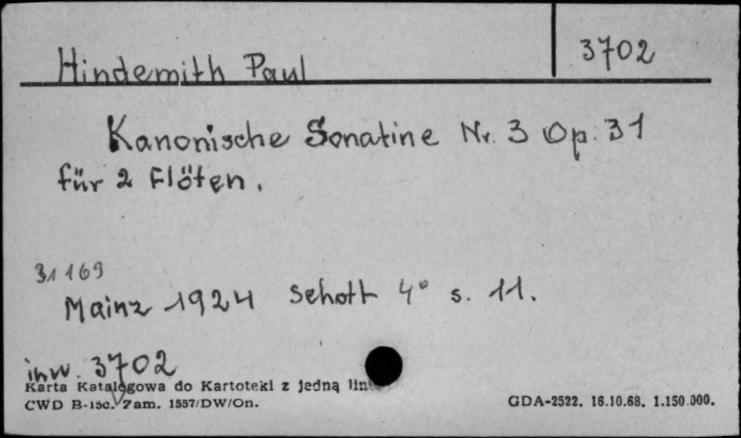 Hindemith Paul 3702
Kanonische Sonatine Nr. 3 Op. 31
für 2 Flöten.
31169
Mainz 1924 Schott 4° s. 11.
inw. 3702
Karta Katalogowa do Kartoteki z jedną
CWD B-15c. Zam. 1557/DW/On.
GDA-2522. 16.10.68. 1.150.000.